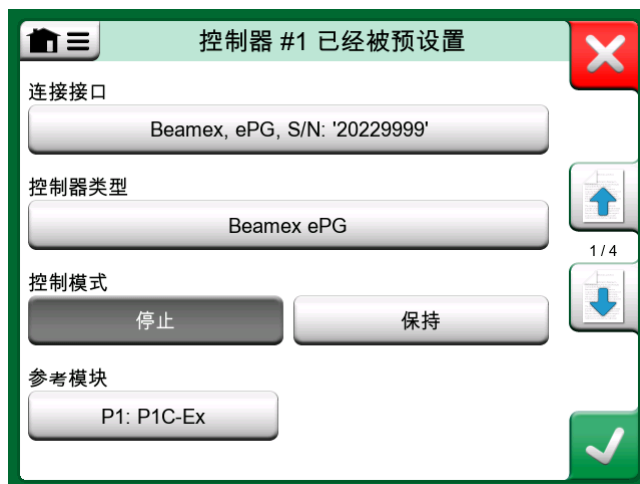 控制器 #1 已经被预设置
连接接口
Beamex, ePG, S/N: '20229999'
控制器类型
Beamex ePG
1 / 4
控制模式
停止
保持
参考模块
P1: P1C-Ex